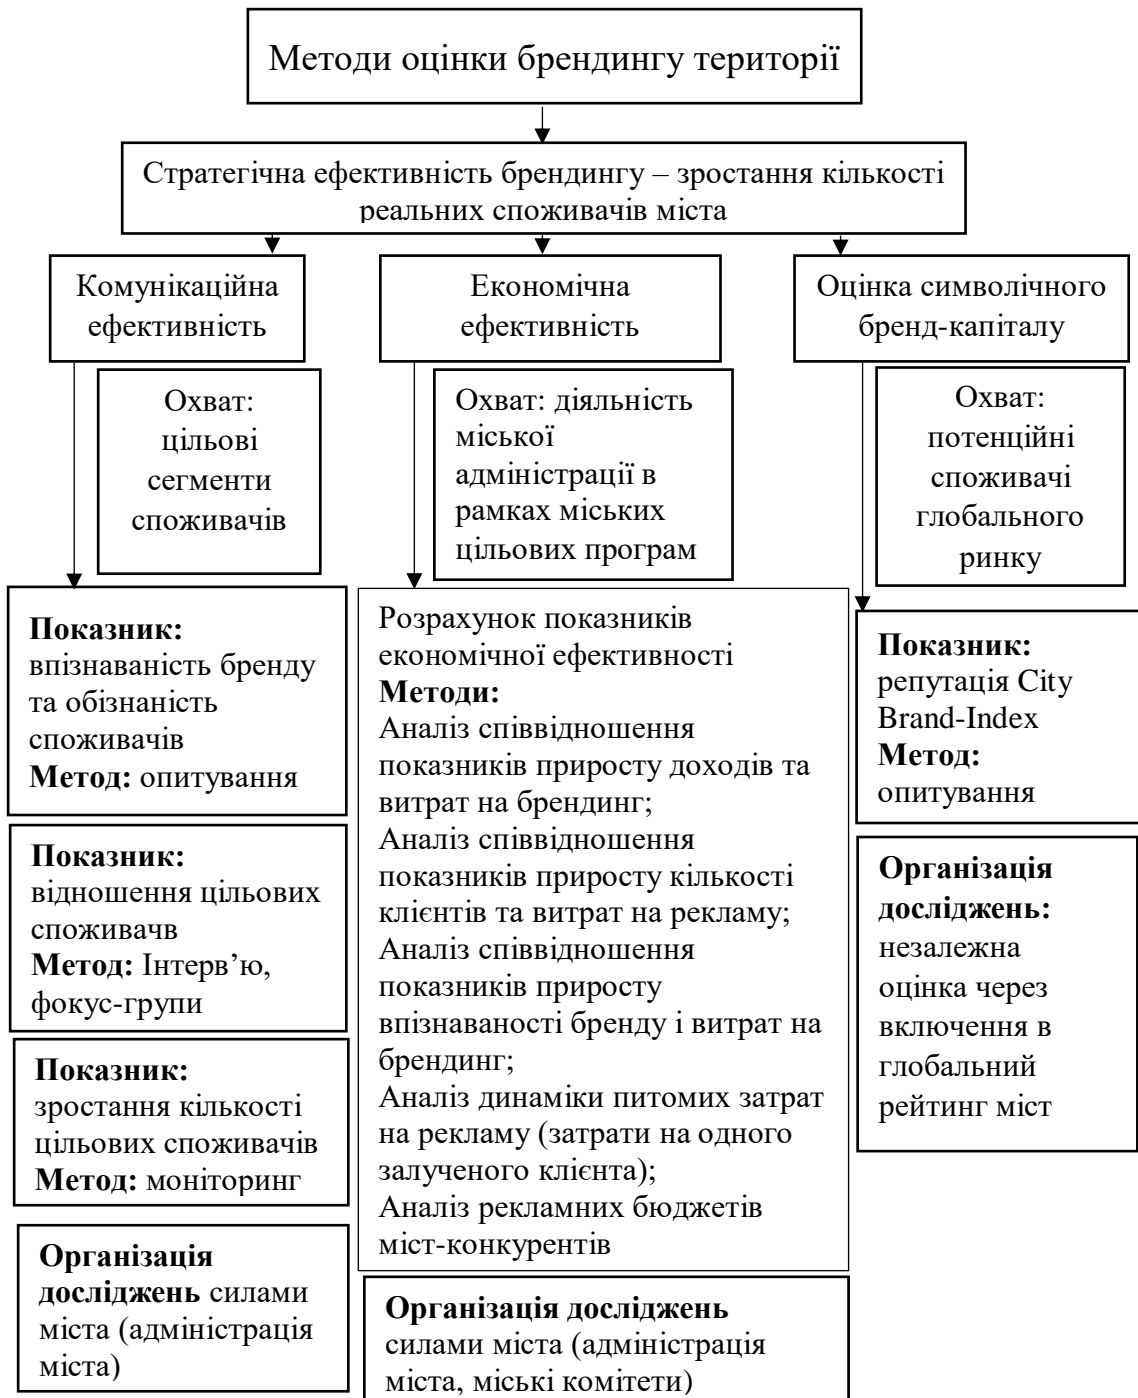 Методи оцінки брендингу території
Стратегічна ефективність брендингу – зростання кількості
реальних споживачів міста
Комунікаційна
ефективність
Охват:
цільові
сегменти
споживачів
Показник:
впізнаваність бренду
та обізнаність
споживачів
Метод: опитування
Показник:
відношення цільових
споживачв
Метод: Інтерв’ю,
фокус-групи
Показник:
зростання кількості
цільових споживачів
Метод: моніторинг
Організація
досліджень силами
міста (адміністрація
міста)
Економічна
ефективність
Охват: діяльність
міської
адміністрації в
рамках міських
цільових програм
Розрахунок показників
економічної ефективності
Методи:
Аналіз співвідношення
показників приросту доходів та
витрат на брендинг;
Аналіз співвідношення
показників приросту кількості
клієнтів та витрат на рекламу;
Аналіз співвідношення
показників приросту
впізнаваності бренду і витрат на
брендинг;
Аналіз динаміки питомих затрат
на рекламу (затрати на одного
залученого клієнта);
Аналіз рекламних бюджетів
міст-конкурентів
Організація досліджень
силами міста (адміністрація
міста, міські комітети)
Оцінка символічного
бренд-капіталу
Охват:
потенційні
споживачі
глобального
ринку
Показник:
репутація City
Brand-Index
Метод:
опитування
Організація
досліджень:
незалежна
оцінка через
включення в
глобальний
рейтинг міст